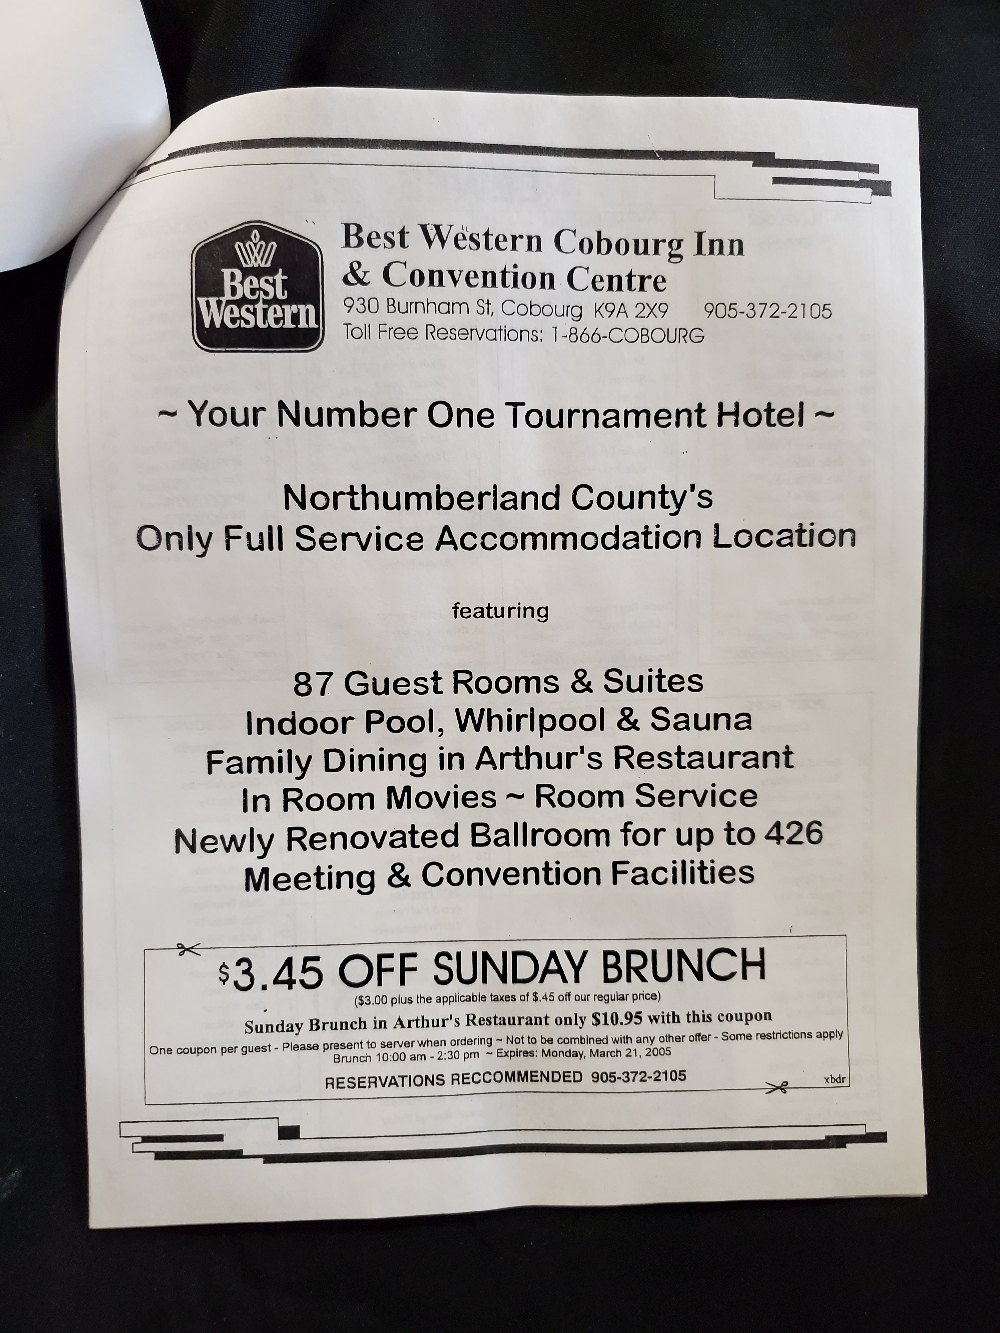 Best
Western
Best Western Cobourg Inn
& Convention Centre
930 Burnham St, Cobourg K9A 2X9 905-372-2105
Toll Free Reservations: 1-866-COBOURG
~ Your Number One Tournament Hotel ~
Northumberland County's
Only Full Service Accommodation Location
featuring
87 Guest Rooms & Suites
Indoor Pool, Whirlpool & Sauna
Family Dining in Arthur's Restaurant
In Room Movies ~ Room Service
Newly Renovated Ballroom for up to 426
Meeting & Convention Facilities
$3.45 OFF SUNDAY BRUNCH
($3.00 plus the applicable taxes of $.45 off our regular price)
Sunday Brunch in Arthur's Restaurant only $10.95 with this coupon
One coupon per guest - Please present to server when ordering ~ Not to be combined with any other offer - Some restrictions apply
Brunch 10:00 am - 2:30 pm ~ Expires: Monday, March 21, 2005
RESERVATIONS RECCOMMENDED 905-372-2105
xbdr